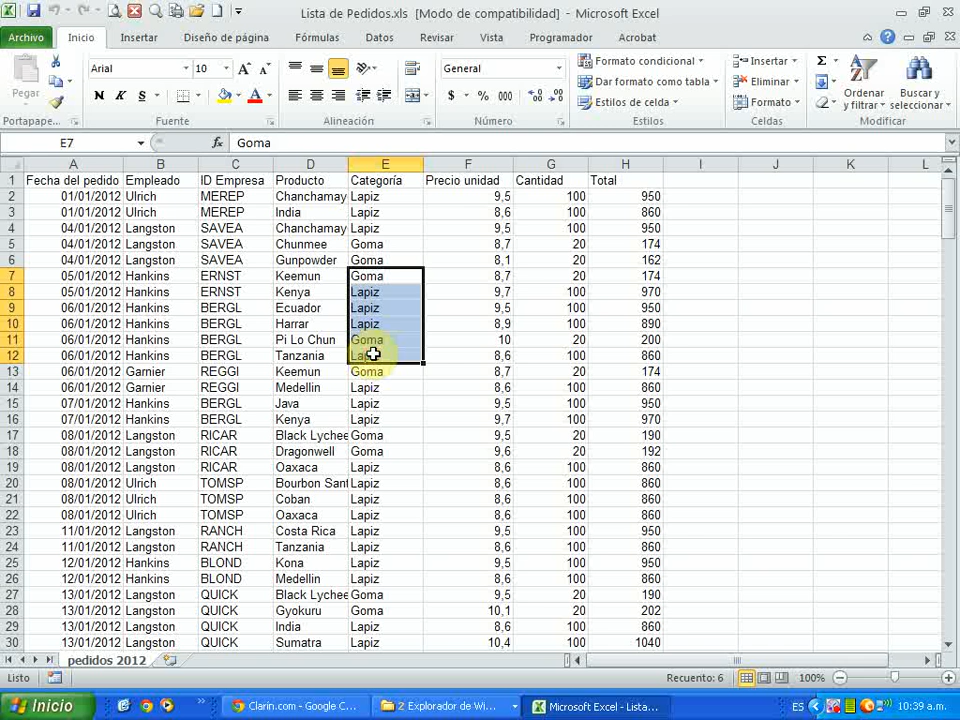 Lista de Pedidos.xls [Modo de compatibilidad] - Microsoft Excel
Archivo Inicio Insertar Diseño de página Fórmulas Datos Revisar Vista Programador Acrobat
Pegar
Arial 10 General
N K S $ % 000
Formato condicional
Dar formato como tabla
Estilos de celda
Insertar
Eliminar
Formato
Ordenar y filtrar
Buscar y seleccionar
Portapape... Fuente Alineación Número Estilos Celdas Modificar
E7 fx Goma
A B C D E F G H I J K L
1 Fecha del pedido Empleado ID Empresa Producto Categoría Precio unidad Cantidad Total
2 01/01/2012 Ulrich MEREP Chanchamay Lapiz 9,5 100 950
3 01/01/2012 Ulrich MEREP India Lapiz 8,6 100 860
4 04/01/2012 Langston SAVEA Chanchamay Lapiz 9,5 100 950
5 04/01/2012 Langston SAVEA Chunmee Goma 8,7 20 174
6 04/01/2012 Langston SAVEA Gunpowder Goma 8,1 20 162
7 05/01/2012 Hankins ERNST Keemun Goma 8,7 20 174
8 05/01/2012 Hankins ERNST Kenya Lapiz 9,7 100 970
9 06/01/2012 Hankins BERGL Ecuador Lapiz 9,5 100 950
10 06/01/2012 Hankins BERGL Harrar Lapiz 8,9 100 890
11 06/01/2012 Hankins BERGL Pi Lo Chun Goma 10 20 200
12 06/01/2012 Hankins BERGL Tanzania Lapiz 8,6 100 860
13 06/01/2012 Garnier REGGI Keemun Goma 8,7 20 174
14 06/01/2012 Garnier REGGI Medellin Lapiz 8,6 100 860
15 07/01/2012 Hankins BERGL Java Lapiz 9,5 100 950
16 07/01/2012 Hankins BERGL Kenya Lapiz 9,7 100 970
17 08/01/2012 Langston RICAR Black Lychee Goma 9,5 20 190
18 08/01/2012 Langston RICAR Dragonwell Goma 9,6 20 192
19 08/01/2012 Langston RICAR Oaxaca Lapiz 8,6 100 860
20 08/01/2012 Ulrich TOMSP Bourbon Sant Lapiz 8,6 100 860
21 08/01/2012 Ulrich TOMSP Coban Lapiz 8,6 100 860
22 08/01/2012 Ulrich TOMSP Oaxaca Lapiz 8,6 100 860
23 11/01/2012 Langston RANCH Costa Rica Lapiz 9,5 100 950
24 11/01/2012 Langston RANCH Tanzania Lapiz 8,6 100 860
25 12/01/2012 Hankins BLOND Kona Lapiz 9,5 100 950
26 12/01/2012 Hankins BLOND Medellin Lapiz 8,6 100 860
27 13/01/2012 Langston QUICK Black Lychee Goma 9,5 20 190
28 13/01/2012 Langston QUICK Gyokuru Goma 10,1 20 202
29 13/01/2012 Langston QUICK India Lapiz 8,6 100 860
30 13/01/2012 Langston QUICK Sumatra Lapiz 10,4 100 1040
pedidos 2012
Listo Recuento: 6 100%
Inicio Clarin.com - Google C... 2 Explorador de Wi... Microsoft Excel - Lista... ES 10:39 a.m.